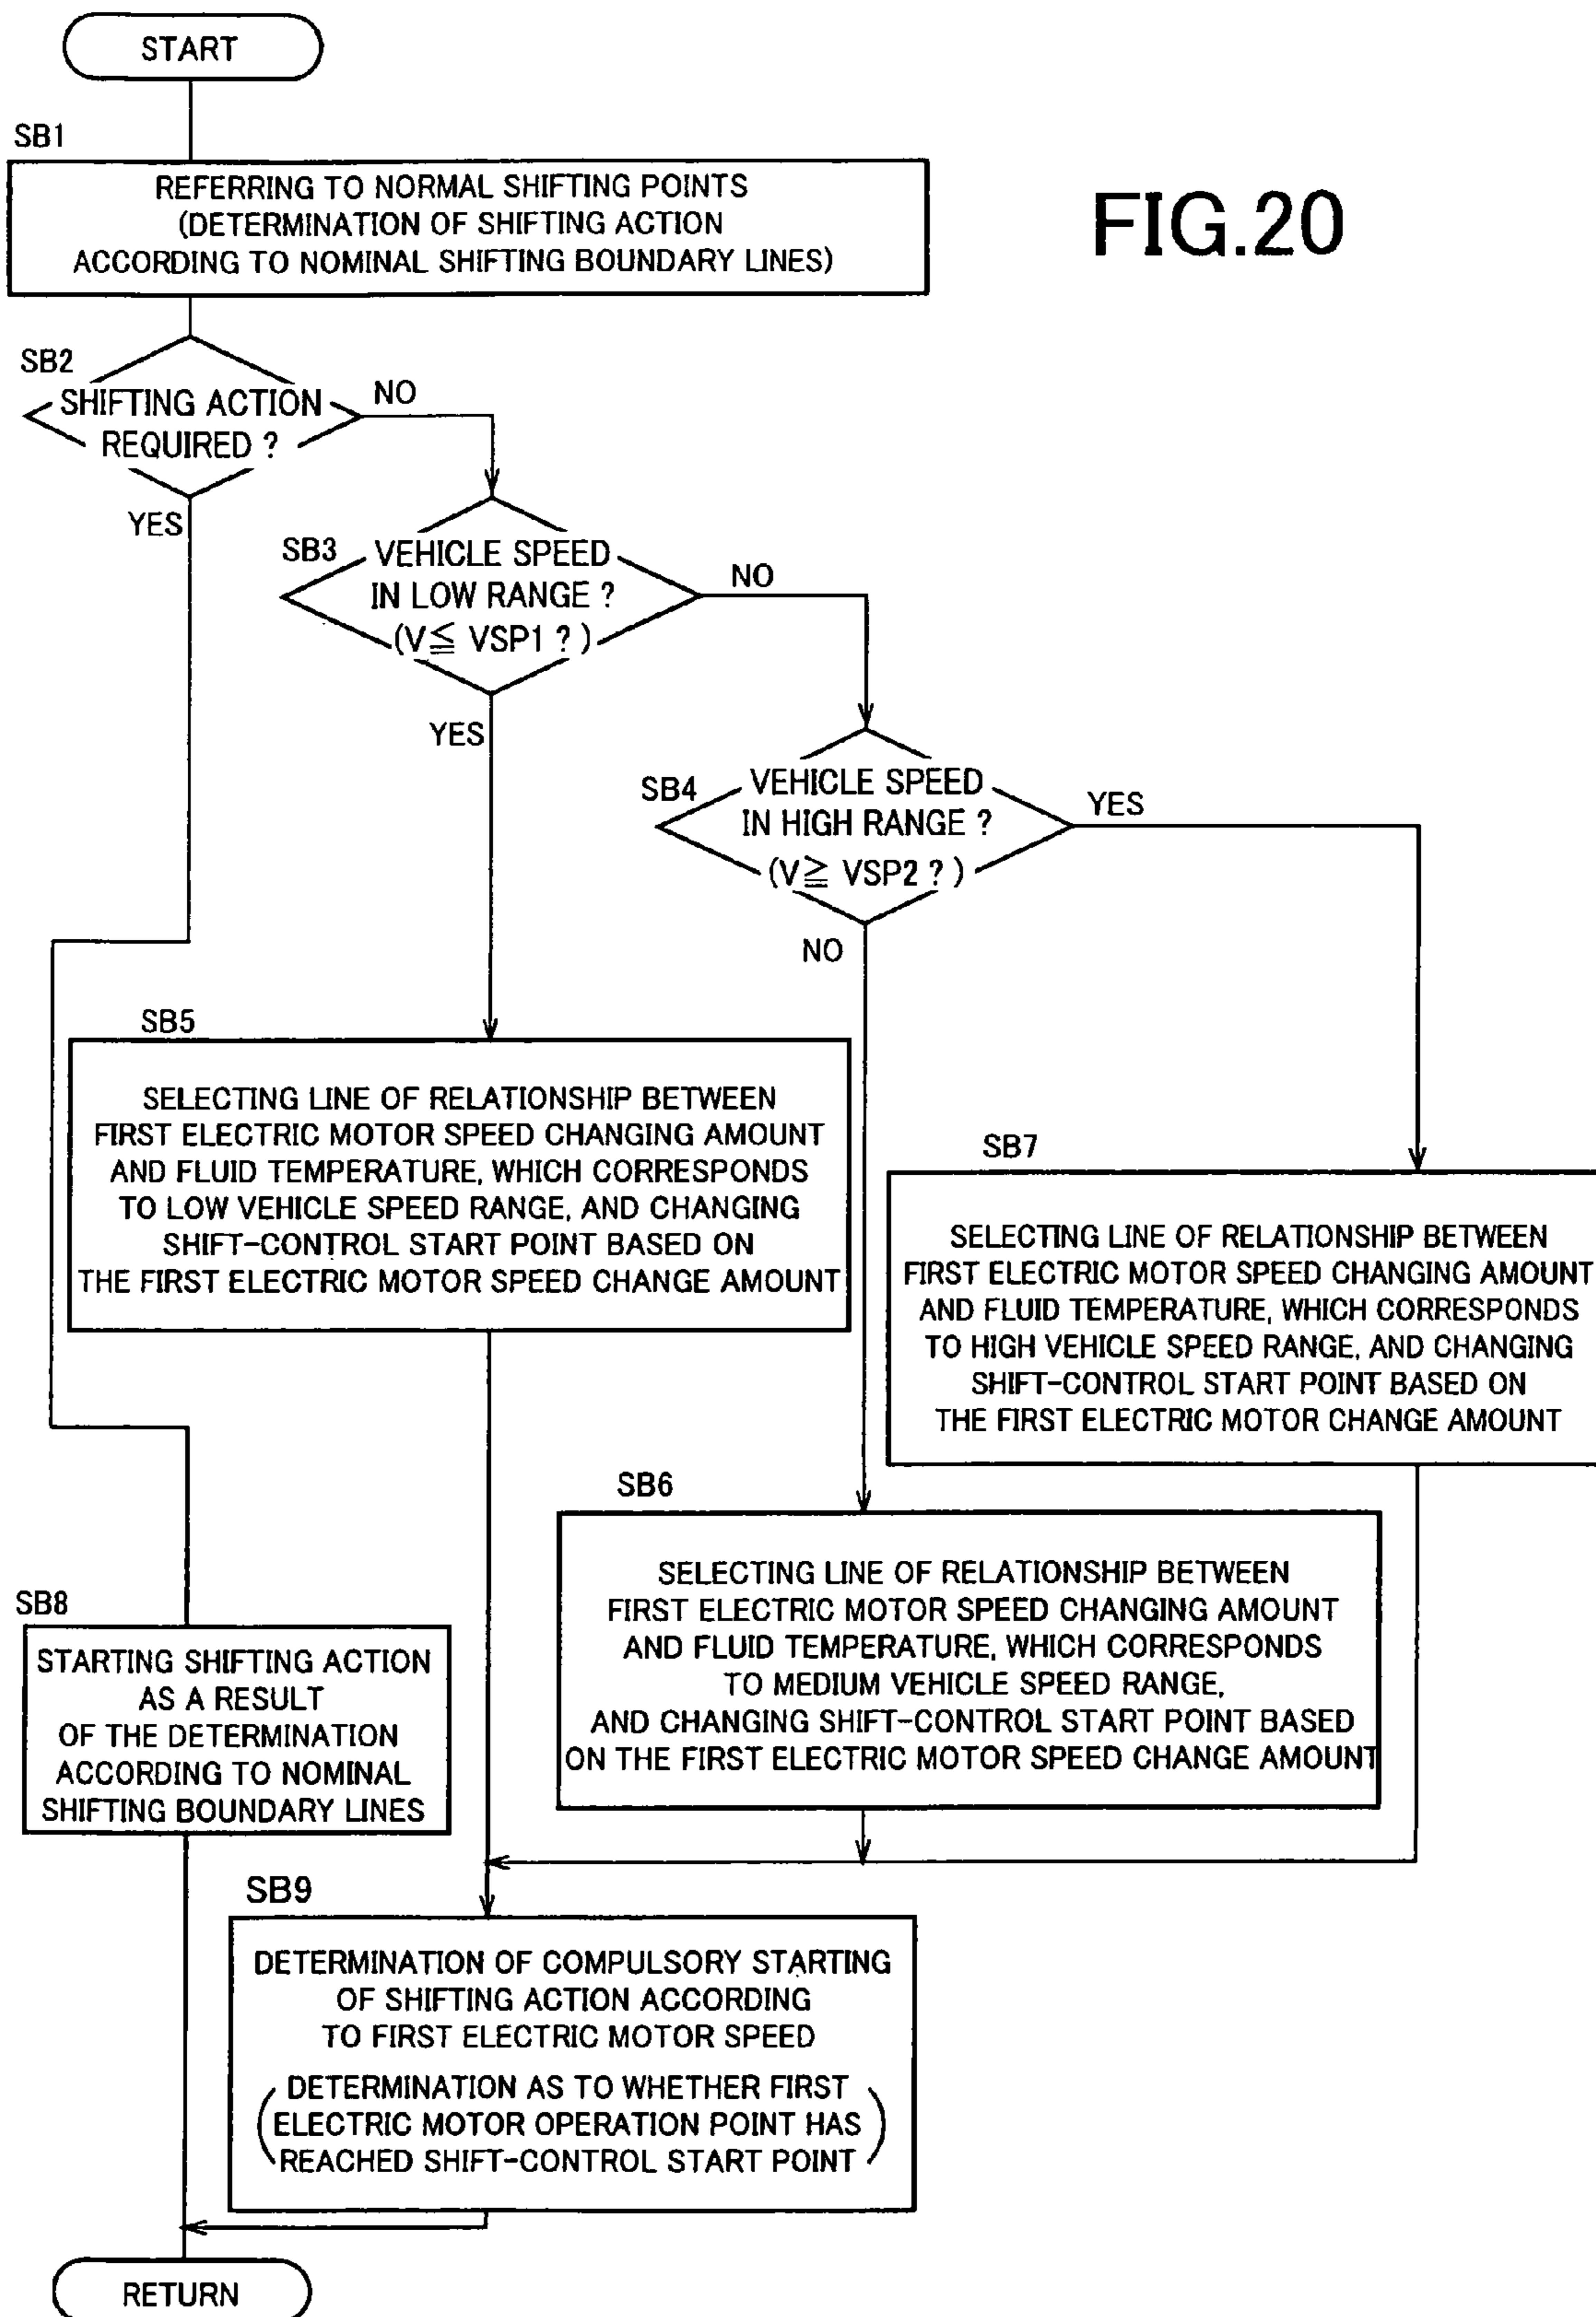 START
FIG.20
SB1
REFERRING TO NORMAL SHIFTING POINTS
(DETERMINATION OF SHIFTING ACTION
ACCORDING TO NOMINAL SHIFTING BOUNDARY LINES)
SB2
SHIFTING ACTION
REQUIRED ?
NO
YES
SB3
VEHICLE SPEED
IN LOW RANGE ?
(V≦ VSP1 ?)
NO
YES
SB4
VEHICLE SPEED
IN HIGH RANGE ?
(V≧ VSP2 ?)
YES
NO
SB5
SELECTING LINE OF RELATIONSHIP BETWEEN
FIRST ELECTRIC MOTOR SPEED CHANGING AMOUNT
AND FLUID TEMPERATURE, WHICH CORRESPONDS
TO LOW VEHICLE SPEED RANGE, AND CHANGING
SHIFT-CONTROL START POINT BASED ON
THE FIRST ELECTRIC MOTOR SPEED CHANGE AMOUNT
SB7
SELECTING LINE OF RELATIONSHIP BETWEEN
FIRST ELECTRIC MOTOR SPEED CHANGING AMOUNT
AND FLUID TEMPERATURE, WHICH CORRESPONDS
TO HIGH VEHICLE SPEED RANGE, AND CHANGING
SHIFT-CONTROL START POINT BASED ON
THE FIRST ELECTRIC MOTOR CHANGE AMOUNT
SB6
SELECTING LINE OF RELATIONSHIP BETWEEN
FIRST ELECTRIC MOTOR SPEED CHANGING AMOUNT
AND FLUID TEMPERATURE, WHICH CORRESPONDS
TO MEDIUM VEHICLE SPEED RANGE,
AND CHANGING SHIFT-CONTROL START POINT BASED
ON THE FIRST ELECTRIC MOTOR SPEED CHANGE AMOUNT
SB8
STARTING SHIFTING ACTION
AS A RESULT
OF THE DETERMINATION
ACCORDING TO NOMINAL
SHIFTING BOUNDARY LINES
SB9
DETERMINATION OF COMPULSORY STARTING
OF SHIFTING ACTION ACCORDING
TO FIRST ELECTRIC MOTOR SPEED
(DETERMINATION AS TO WHETHER FIRST
ELECTRIC MOTOR OPERATION POINT HAS
REACHED SHIFT-CONTROL START POINT)
RETURN